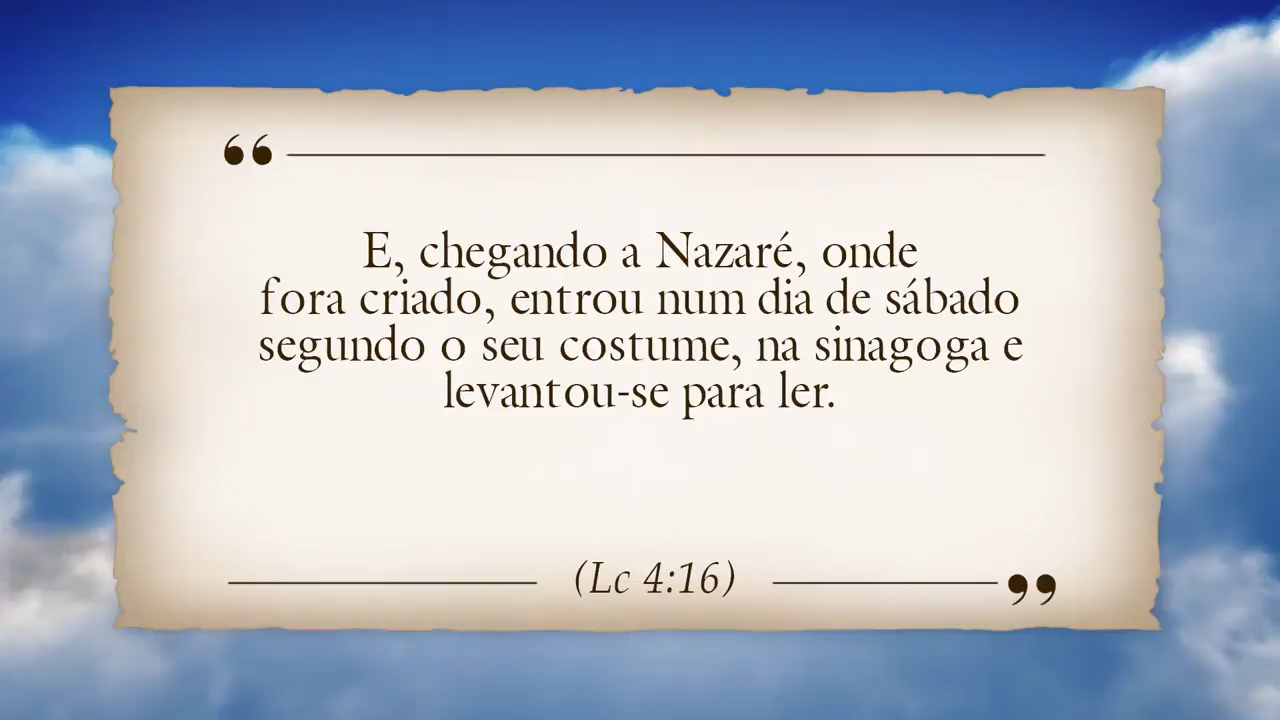 “
E, chegando a Nazaré, onde
fora criado, entrou num dia de sábado
segundo o seu costume, na sinagoga e
levantou-se para ler.
(Lc 4:16)
”